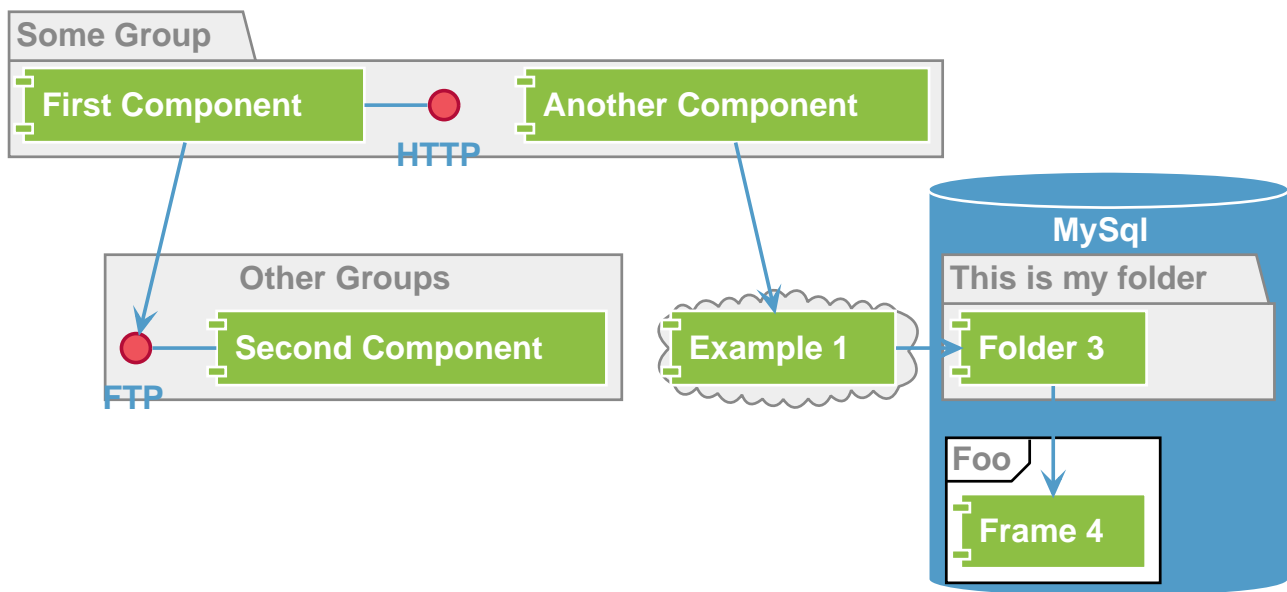 Some Group
First Component
HTTP
Another Component
MySql
Other Groups
This is my folder
FTP
Second Component
Example 1
Folder 3
Foo
Frame 4